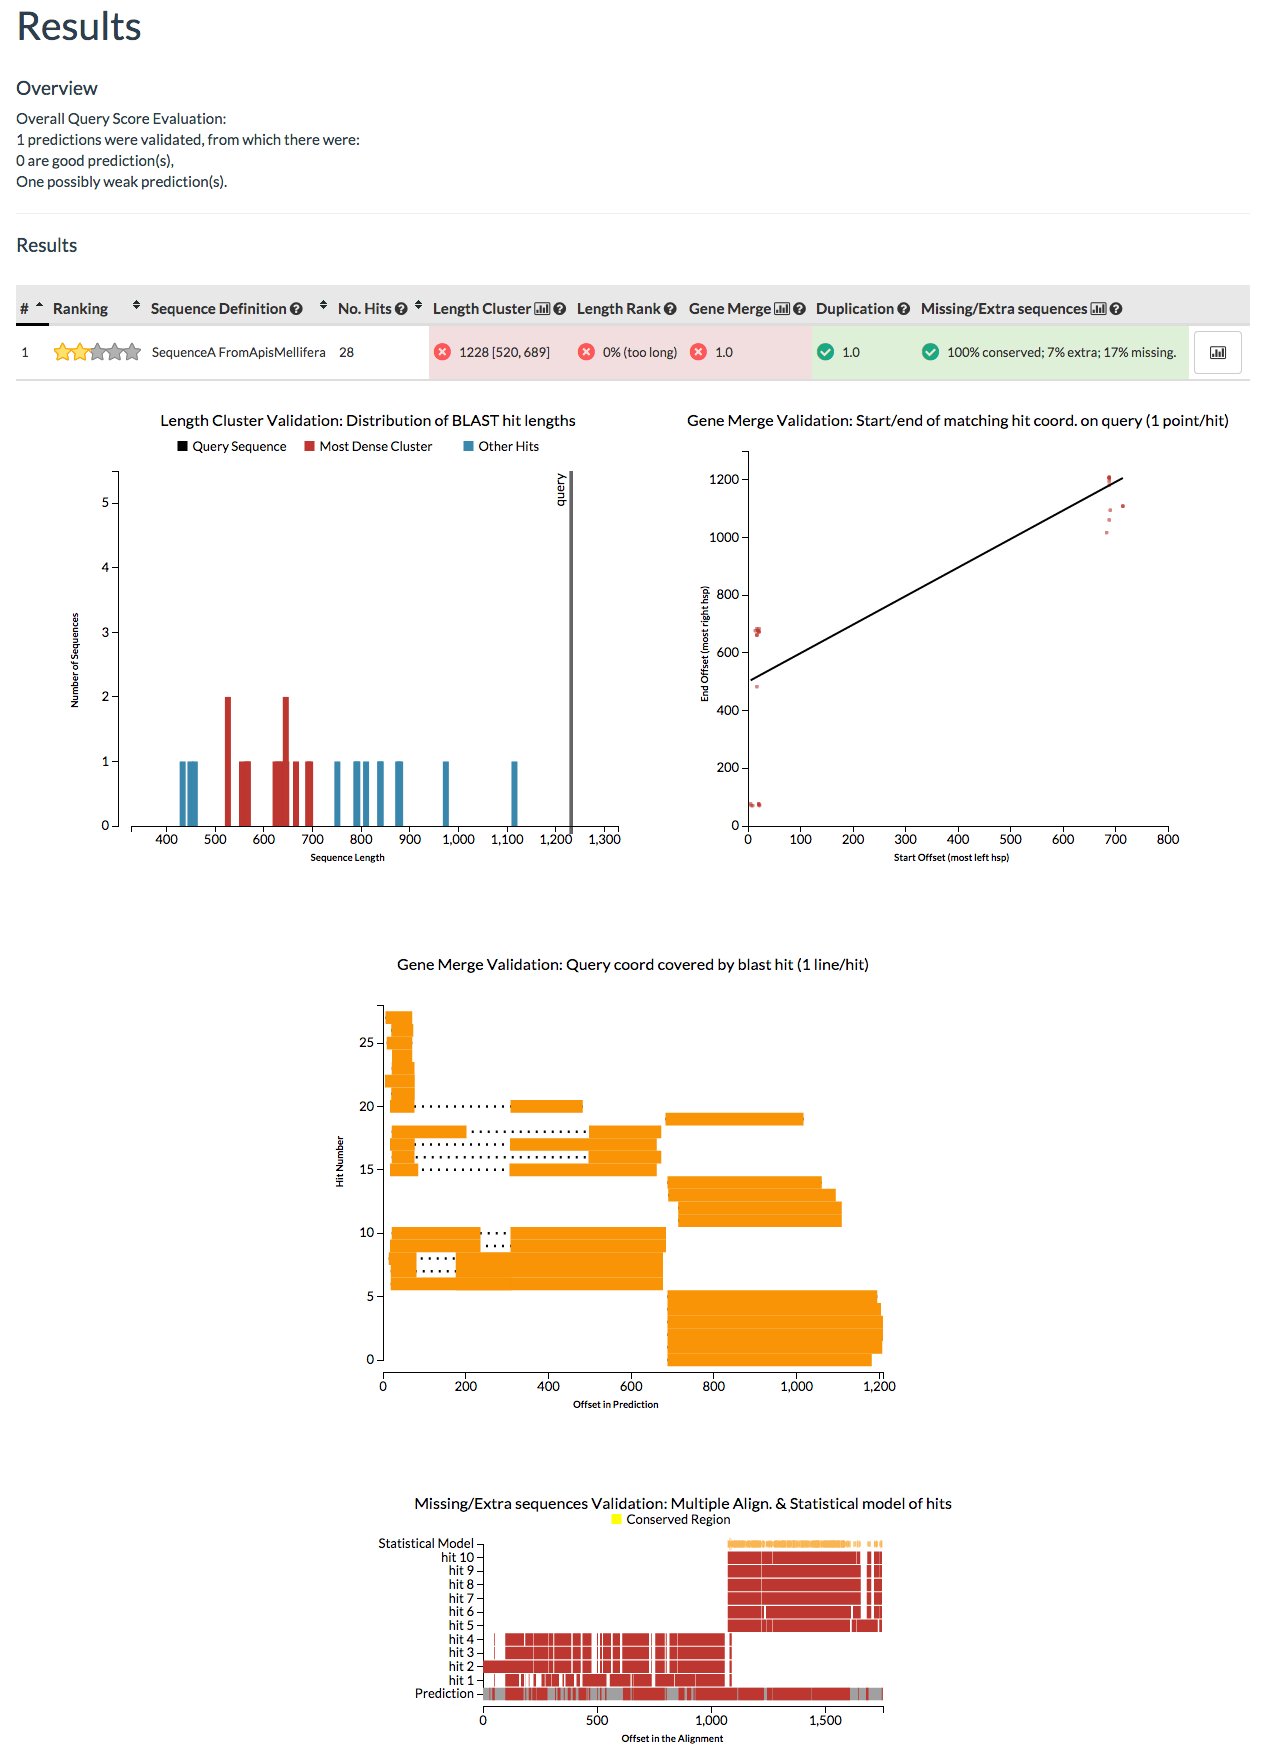 Results
Overview
Overall Query Score Evaluation:
1 predictions were validated, from which there were:
0 are good prediction(s),
One possibly weak prediction(s).
Results
# Ranking Sequence Definition No. Hits Length Cluster Length Rank Gene Merge Duplication Missing/Extra sequences
1 SequenceA FromApisMellifera 28 1228 [520, 689] 0% (too long) 1.0 1.0 100% conserved; 7% extra; 17% missing.
Length Cluster Validation: Distribution of BLAST hit lengths
Query Sequence Most Dense Cluster Other Hits
query
5
4
3
2
1
0
Number of Sequences
400 500 600 700 800 900 1,000 1,100 1,200 1,300
Sequence Length
Gene Merge Validation: Start/end of matching hit coord. on query (1 point/hit)
1200
1000
800
600
400
200
0
End Offset (most right hsp)
0 100 200 300 400 500 600 700 800
Start Offset (most left hsp)
Gene Merge Validation: Query coord covered by blast hit (1 line/hit)
25
20
15
10
5
0
Hit Number
0 200 400 600 800 1,000 1,200
Offset in Prediction
Missing/Extra sequences Validation: Multiple Align. & Statistical model of hits
Conserved Region
Statistical Model
hit 10
hit 9
hit 8
hit 7
hit 6
hit 5
hit 4
hit 3
hit 2
hit 1
Prediction
0 500 1,000 1,500
Offset in the Alignment